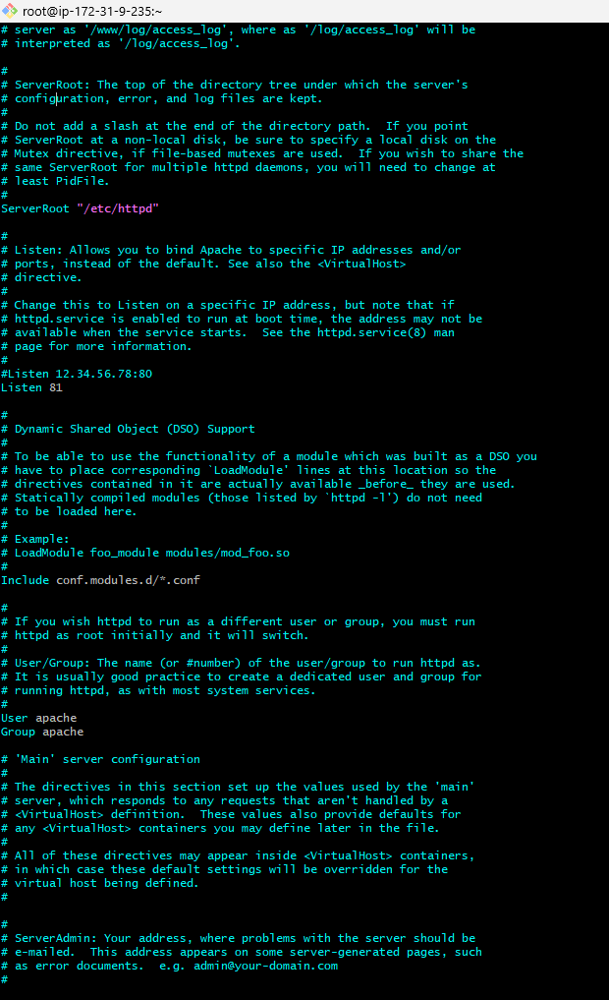 root@ip-172-31-9-235:~
# server as '/www/log/access_log', where as '/log/access_log' will be
# interpreted as '/log/access_log'.
#
# ServerRoot: The top of the directory tree under which the server's
# configuration, error, and log files are kept.
#
# Do not add a slash at the end of the directory path.  If you point
# ServerRoot at a non-local disk, be sure to specify a local disk on the
# Mutex directive, if file-based mutexes are used.  If you wish to share the
# same ServerRoot for multiple httpd daemons, you will need to change at
# least PidFile.
#
ServerRoot "/etc/httpd"
#
# Listen: Allows you to bind Apache to specific IP addresses and/or
# ports, instead of the default. See also the <VirtualHost>
# directive.
#
# Change this to Listen on a specific IP address, but note that if
# httpd.service is enabled to run at boot time, the address may not be
# available when the service starts.  See the httpd.service(8) man
# page for more information.
#
#Listen 12.34.56.78:80
Listen 81
#
# Dynamic Shared Object (DSO) Support
#
# To be able to use the functionality of a module which was built as a DSO you
# have to place corresponding `LoadModule' lines at this location so the
# directives contained in it are actually available _before_ they are used.
# Statically compiled modules (those listed by `httpd -l') do not need
# to be loaded here.
#
# Example:
# LoadModule foo_module modules/mod_foo.so
#
Include conf.modules.d/*.conf
#
# If you wish httpd to run as a different user or group, you must run
# httpd as root initially and it will switch.
#
# User/Group: The name (or #number) of the user/group to run httpd as.
# It is usually good practice to create a dedicated user and group for
# running httpd, as with most system services.
#
User apache
Group apache
# 'Main' server configuration
#
# The directives in this section set up the values used by the 'main'
# server, which responds to any requests that aren't handled by a
# <VirtualHost> definition.  These values also provide defaults for
# any <VirtualHost> containers you may define later in the file.
#
# All of these directives may appear inside <VirtualHost> containers,
# in which case these default settings will be overridden for the
# virtual host being defined.
#
#
# ServerAdmin: Your address, where problems with the server should be
# e-mailed.  This address appears on some server-generated pages, such
# as error documents.  e.g. admin@your-domain.com
#